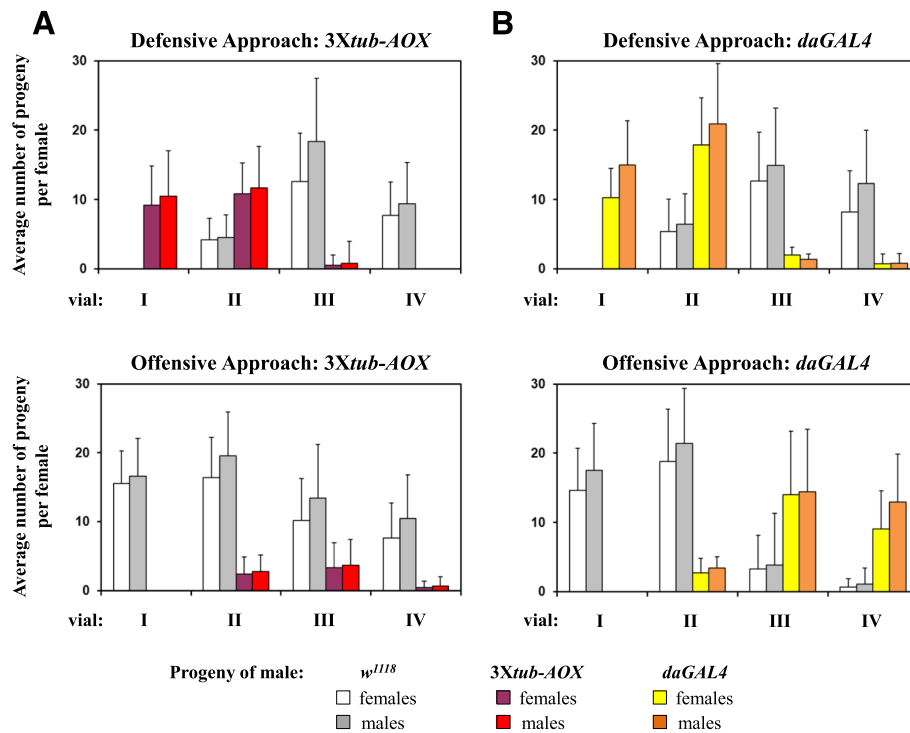 A
B
Defensive Approach: 3Xtub-AOX
Defensive Approach: daGAL4
Average number of progeny
per female
30
20
10
0
30
20
10
0
vial: I II III IV
vial: I II III IV
Offensive Approach: 3Xtub-AOX
Offensive Approach: daGAL4
Average number of progeny
per female
30
20
10
0
30
20
10
0
vial: I II III IV
vial: I II III IV
Progeny of male: w1118 3Xtub-AOX daGAL4
females females females
males males males